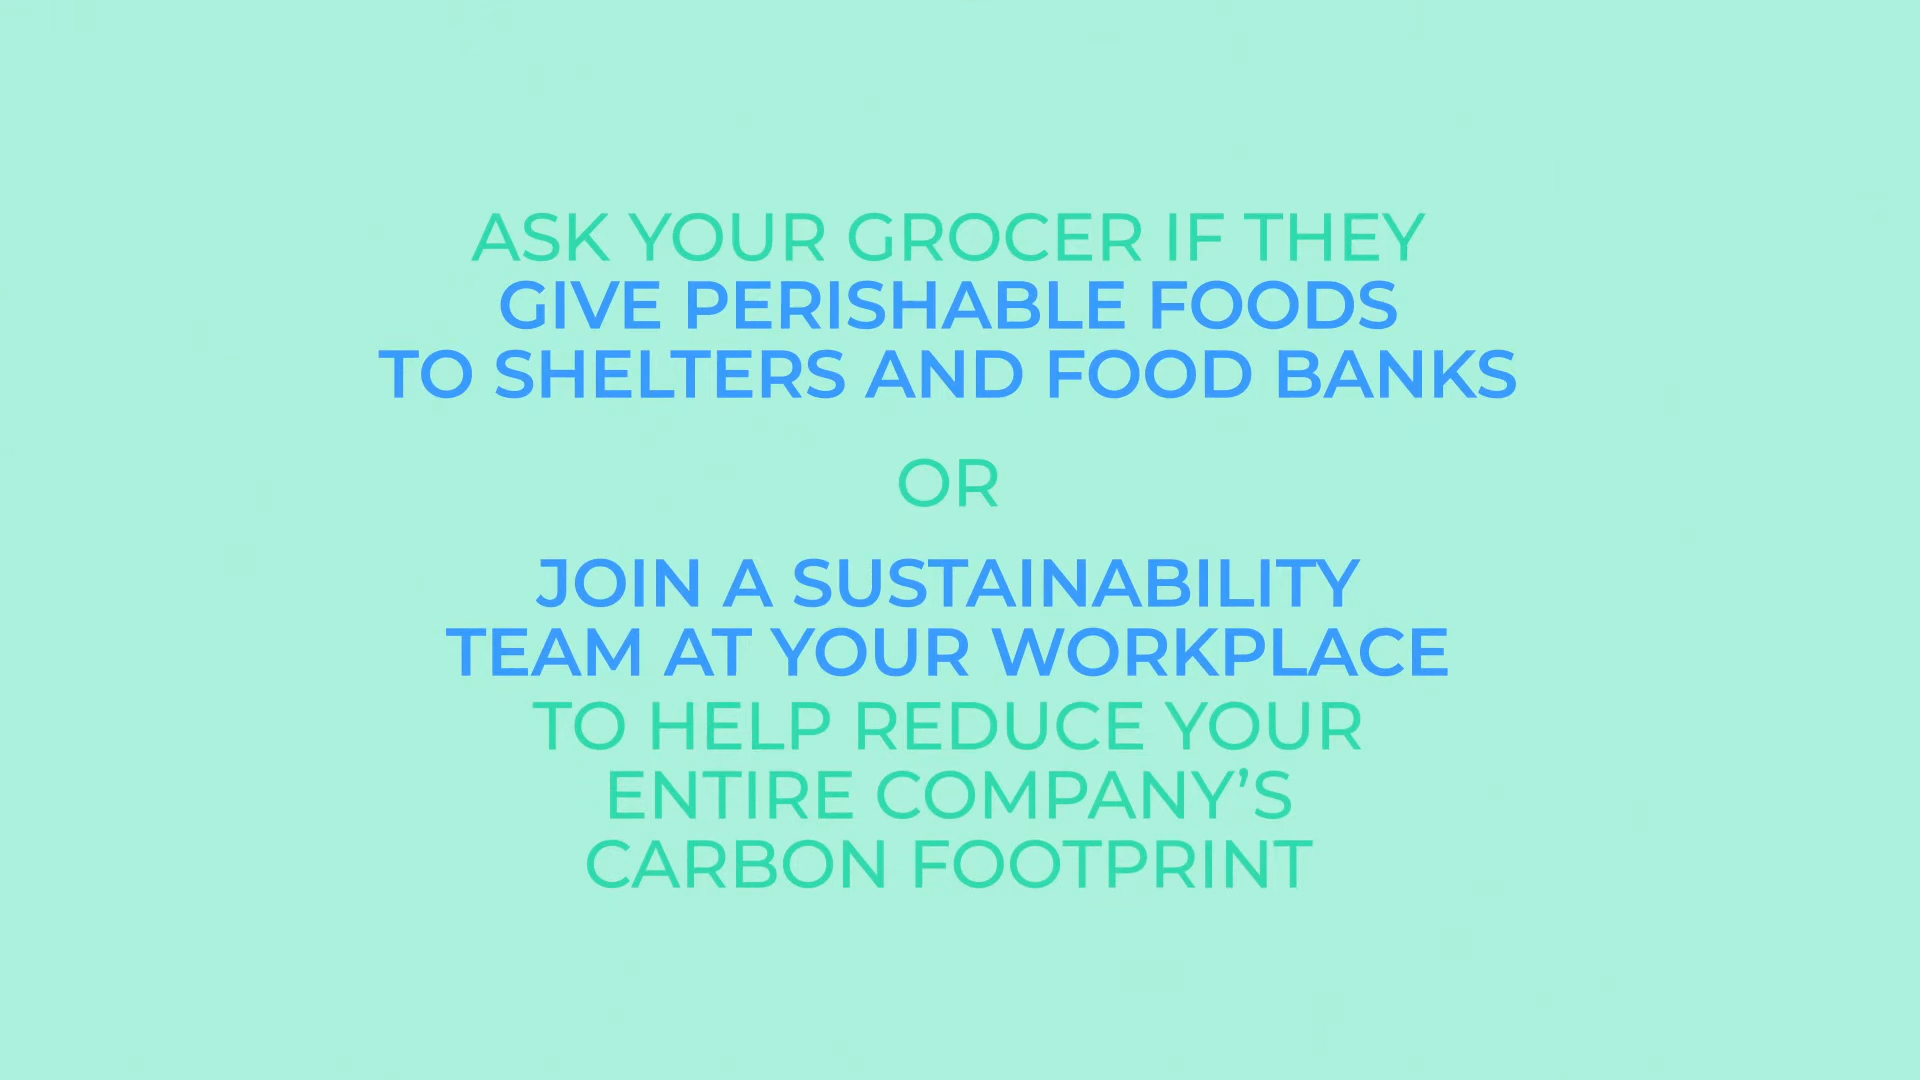 ASK YOUR GROCER IF THEY
GIVE PERISHABLE FOODS
TO SHELTERS AND FOOD BANKS
OR
JOIN A SUSTAINABILITY
TEAM AT YOUR WORKPLACE
TO HELP REDUCE YOUR
ENTIRE COMPANY’S
CARBON FOOTPRINT